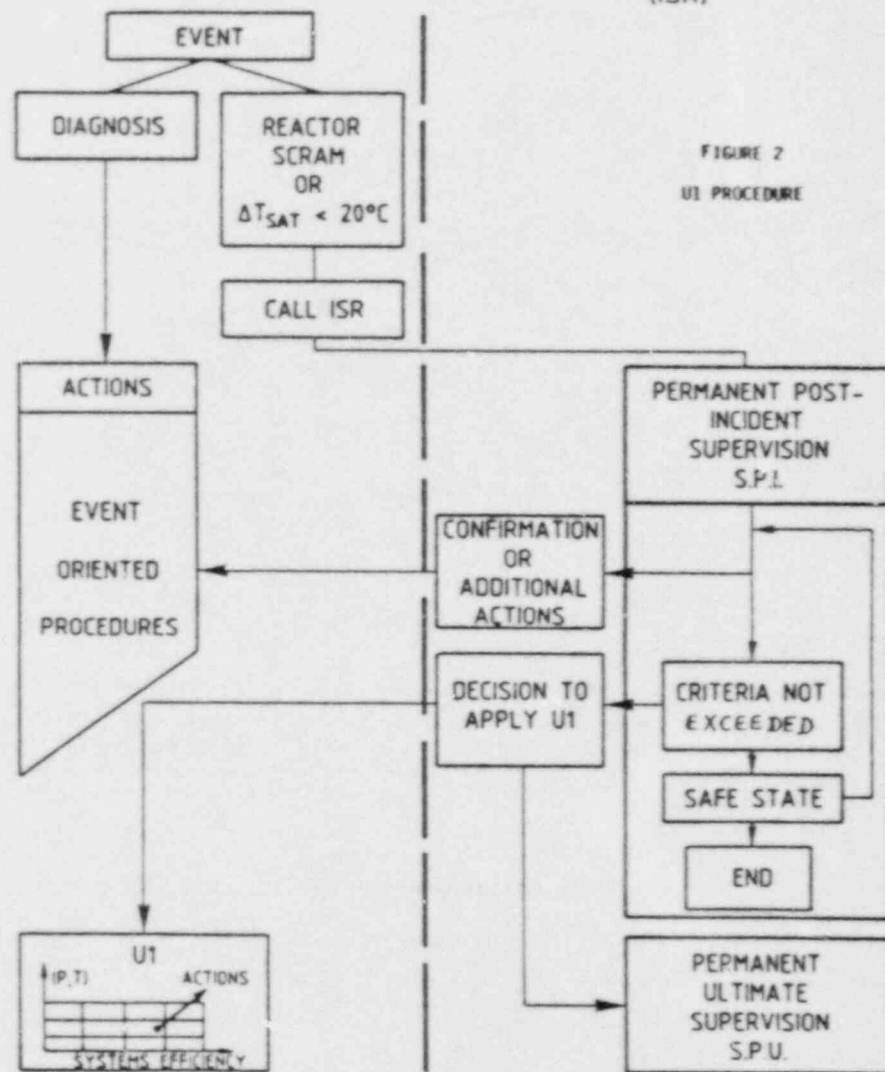 (ISR)
EVENT
DIAGNOSIS
REACTOR
SCRAM
OR
ΔTSAT < 20°C
CALL ISR
FIGURE 2
U1 PROCEDURE
ACTIONS
EVENT
ORIENTED
PROCEDURES
PERMANENT POST-
INCIDENT
SUPERVISION
S.P.I.
CONFIRMATION
OR
ADDITIONAL
ACTIONS
DECISION TO
APPLY U1
CRITERIA NOT
EXCEEDED
SAFE STATE
END
U1
(P,T)
ACTIONS
SYSTEMS EFFICIENCY
PERMANENT
ULTIMATE
SUPERVISION
S.P.U.